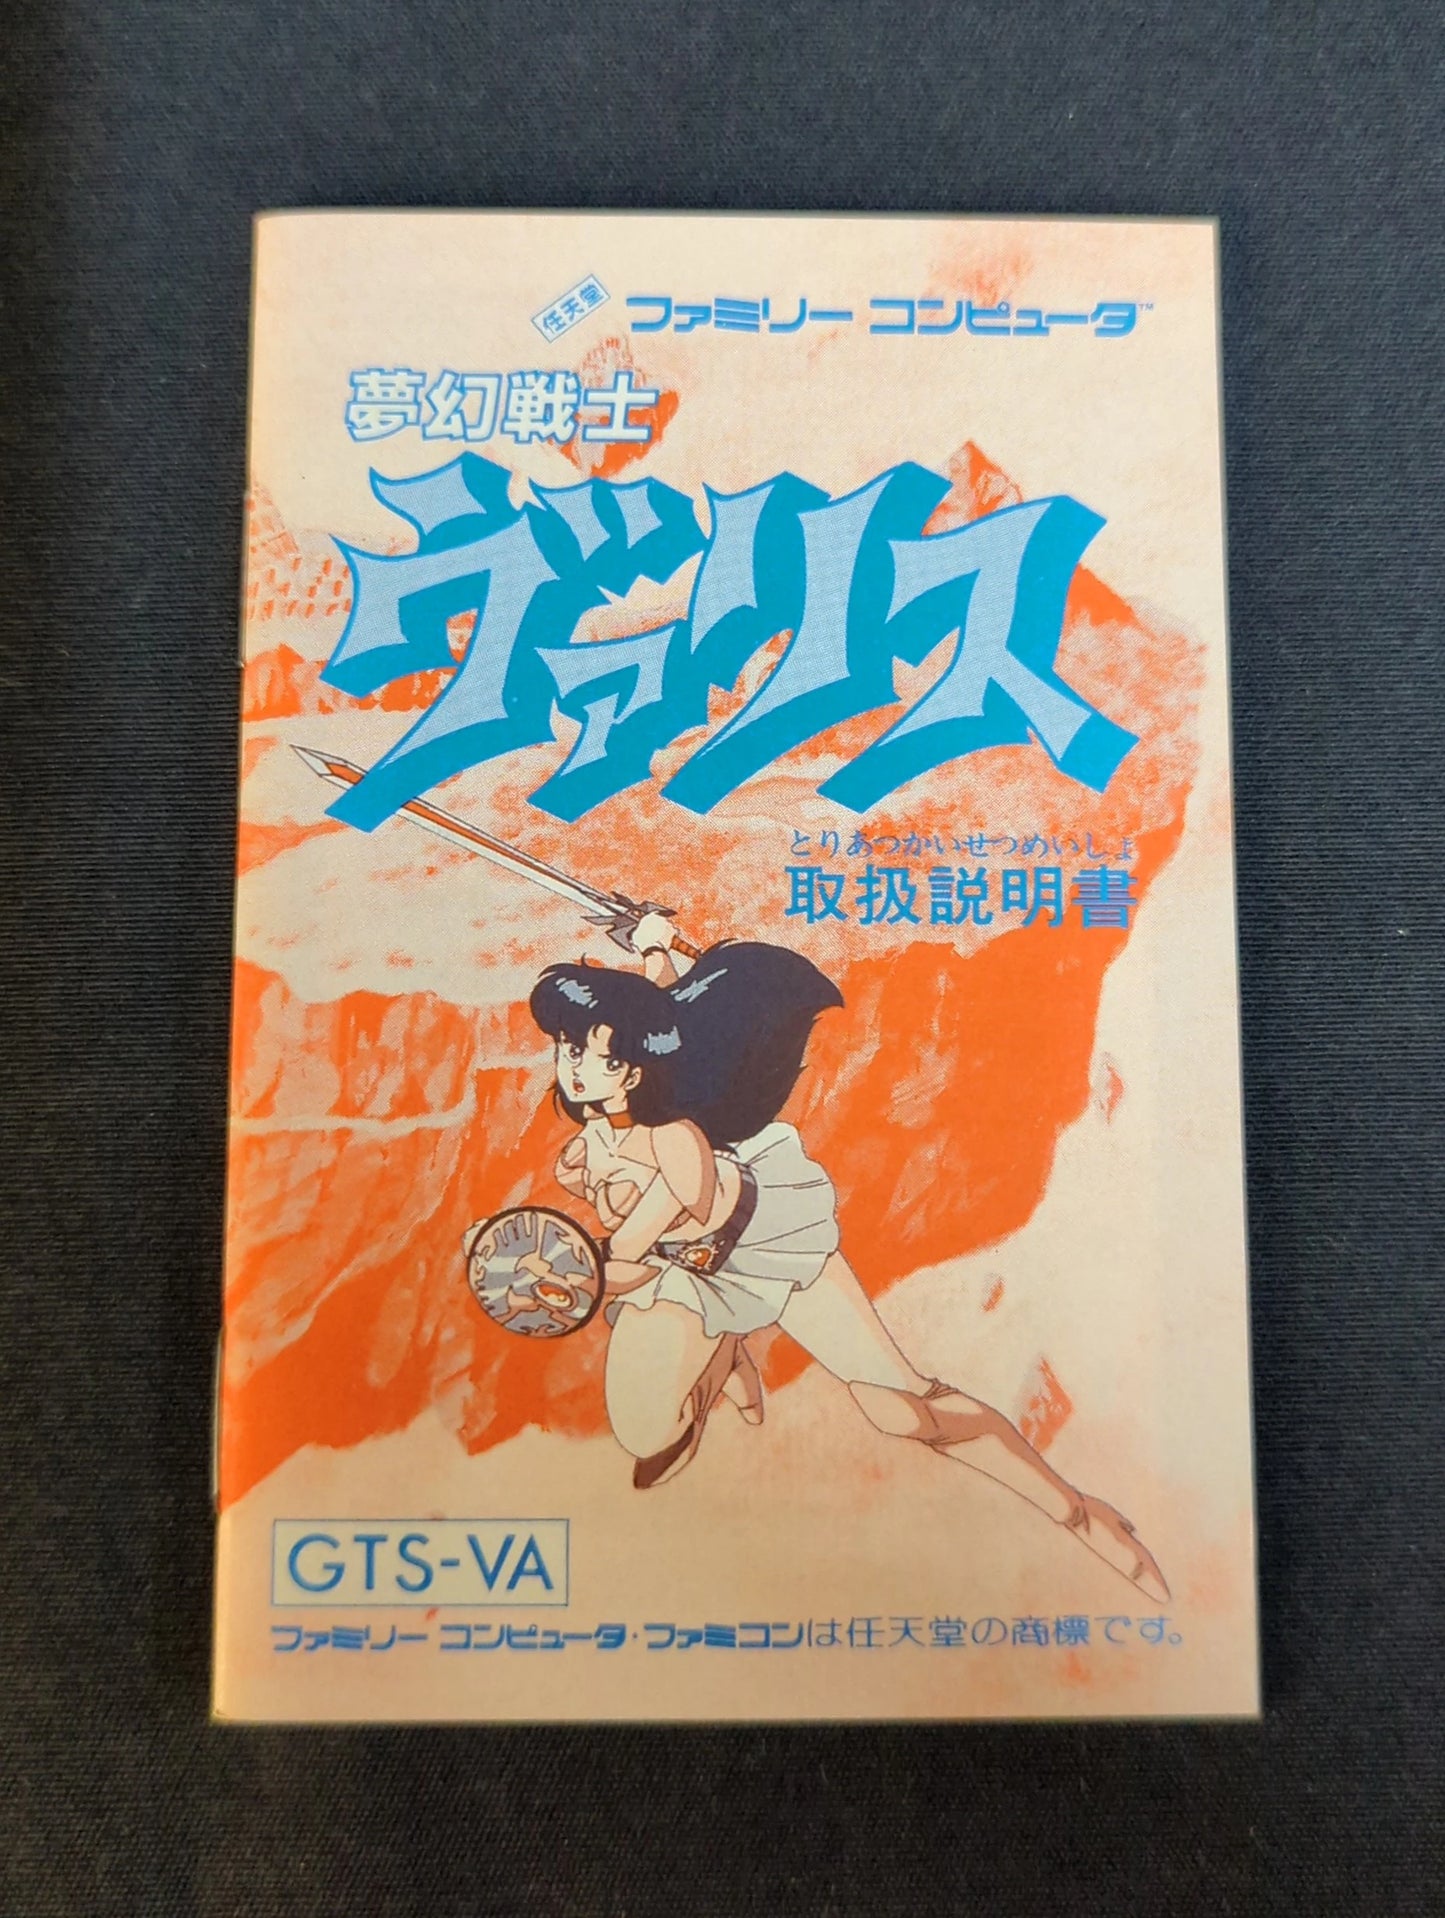 任天堂 ファミリー コンピュータ™
夢幻戦士
ヴァリス
とりあつかいせつめいしょ
取扱説明書
GTS-VA
ファミリー コンピュータ・ファミコンは任天堂の商標です。